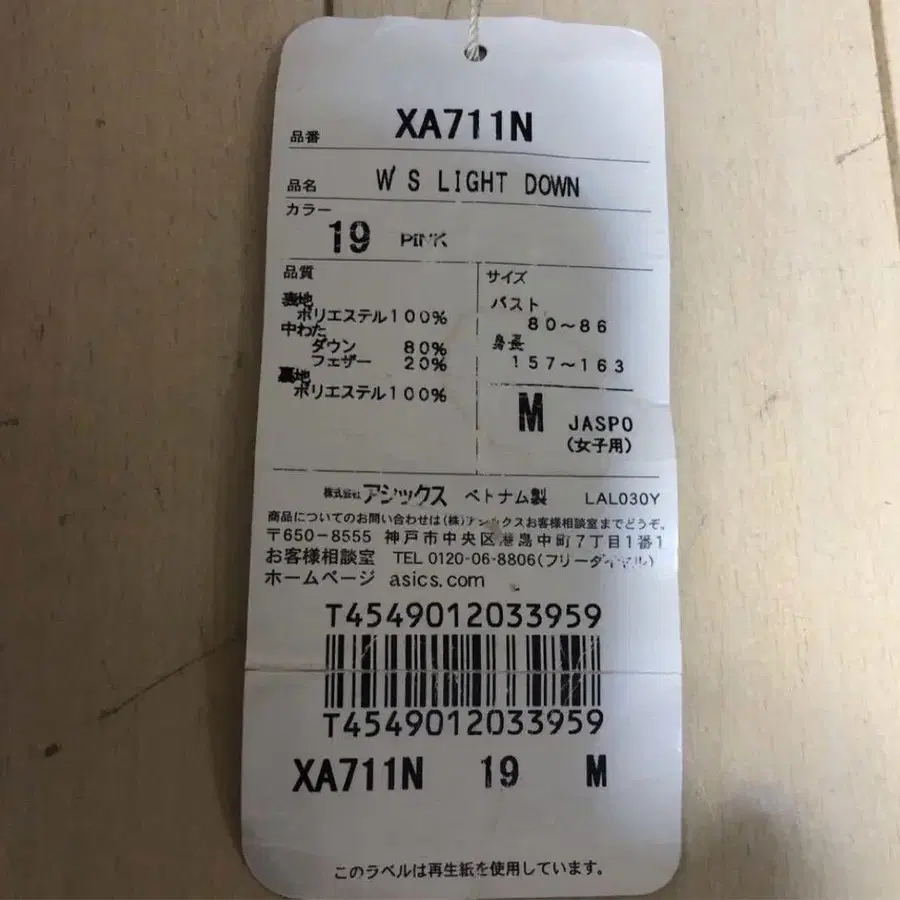 品番 XA711N
品名 W'S LIGHT DOWN
カラー
19 PINK
品質
表地
ポリエステル100%
中わた
ダウン 80%
フェザー 20%
裏地
ポリエステル100%
サイズ
バスト
80~86
身長
157~163
M JASPO
(女子用)
株式会社アシックス ベトナム製 LAL030Y
商品についてのお問い合わせは(株)アシックスお客様相談室までどうぞ。
〒650-8555 神戸市中央区港島中町7丁目1番1
お客様相談室 TEL 0120-06-8806(フリーダイヤル)
ホームページ asics.com
T4549012033959
T4549012033959
XA711N 19 M
このラベルは再生紙を使用しています。